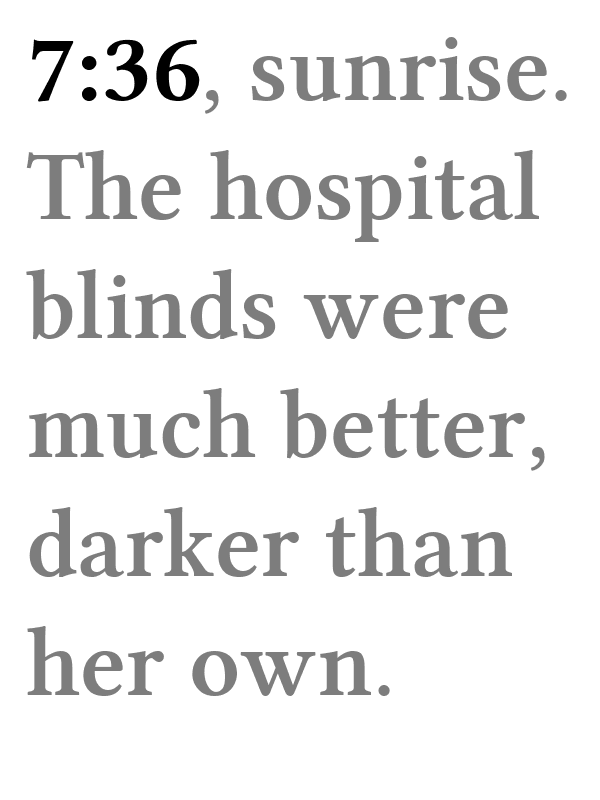 7:36, sunrise.
The hospital
blinds were
much better,
darker than
her own.